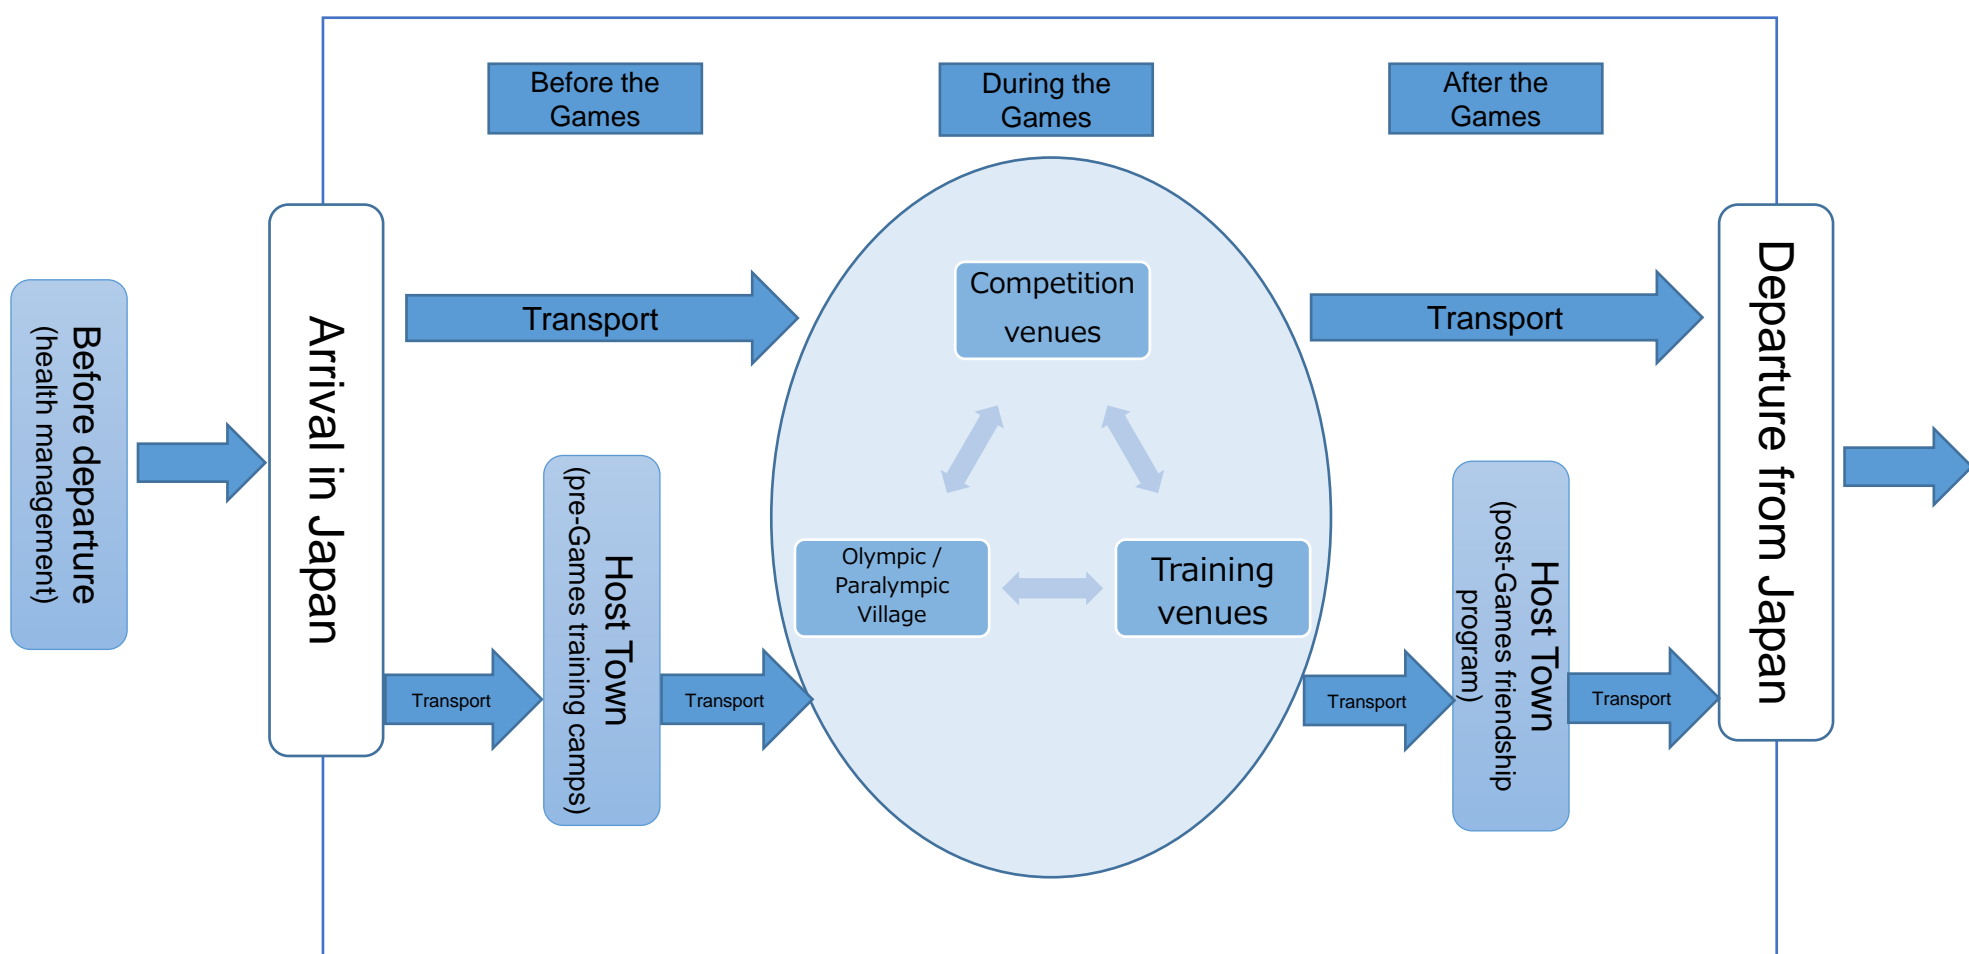 Before the
Games
During the
Games
After the
Games
Before departure
(health management)
Arrival in Japan
Transport
Transport
Host Town
(pre-Games training camps)
Transport
Competition
venues
Olympic /
Paralympic
Village
Training
venues
Transport
Transport
Host Town
(post-Games friendship
program)
Transport
Departure from Japan